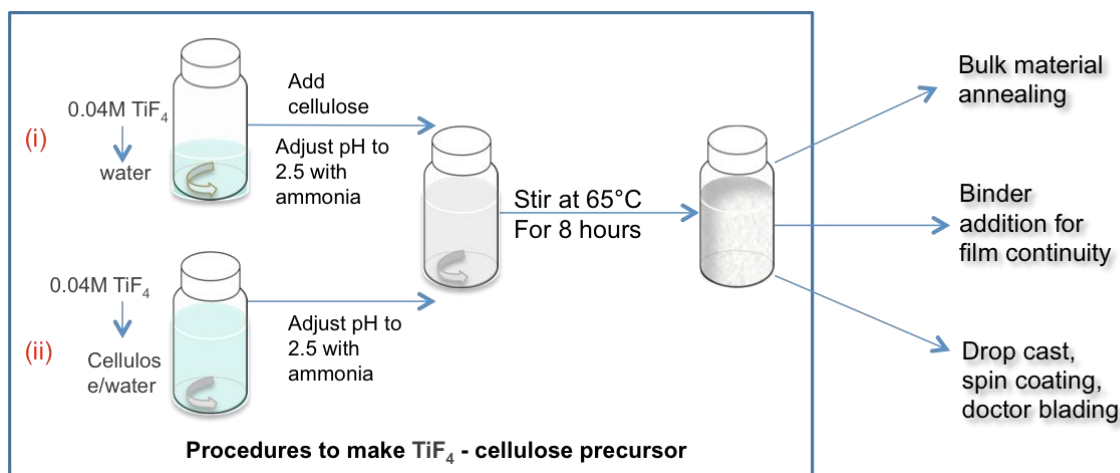 0.04M TiF₄
water
(i)
Add
cellulose
Adjust pH to
2.5 with
ammonia
0.04M TiF₄
Cellulos
e/water
(ii)
Adjust pH to
2.5 with
ammonia
Stir at 65°C
For 8 hours
Bulk material
annealing
Binder
addition for
film continuity
Drop cast,
spin coating,
doctor blading
Procedures to make TiF₄ - cellulose precursor